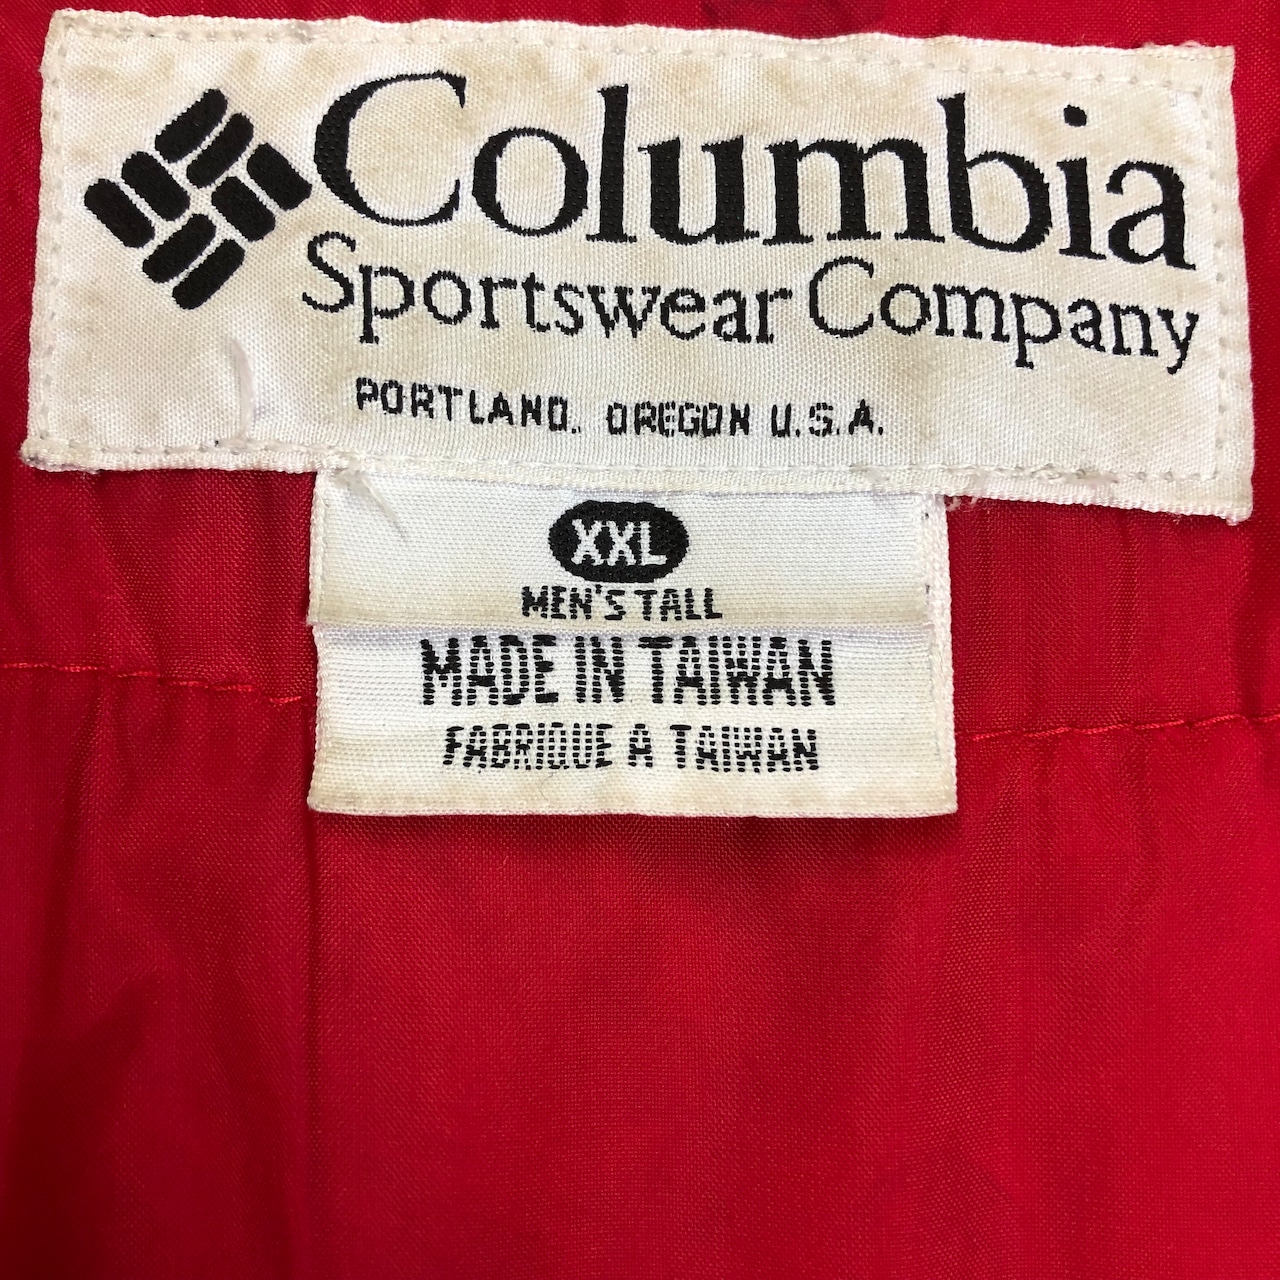 Columbia
Sportswear Company
PORTLAND, OREGON U.S.A.
XXL
MEN'S TALL
MADE IN TAIWAN
FABRIQUE A TAIWAN